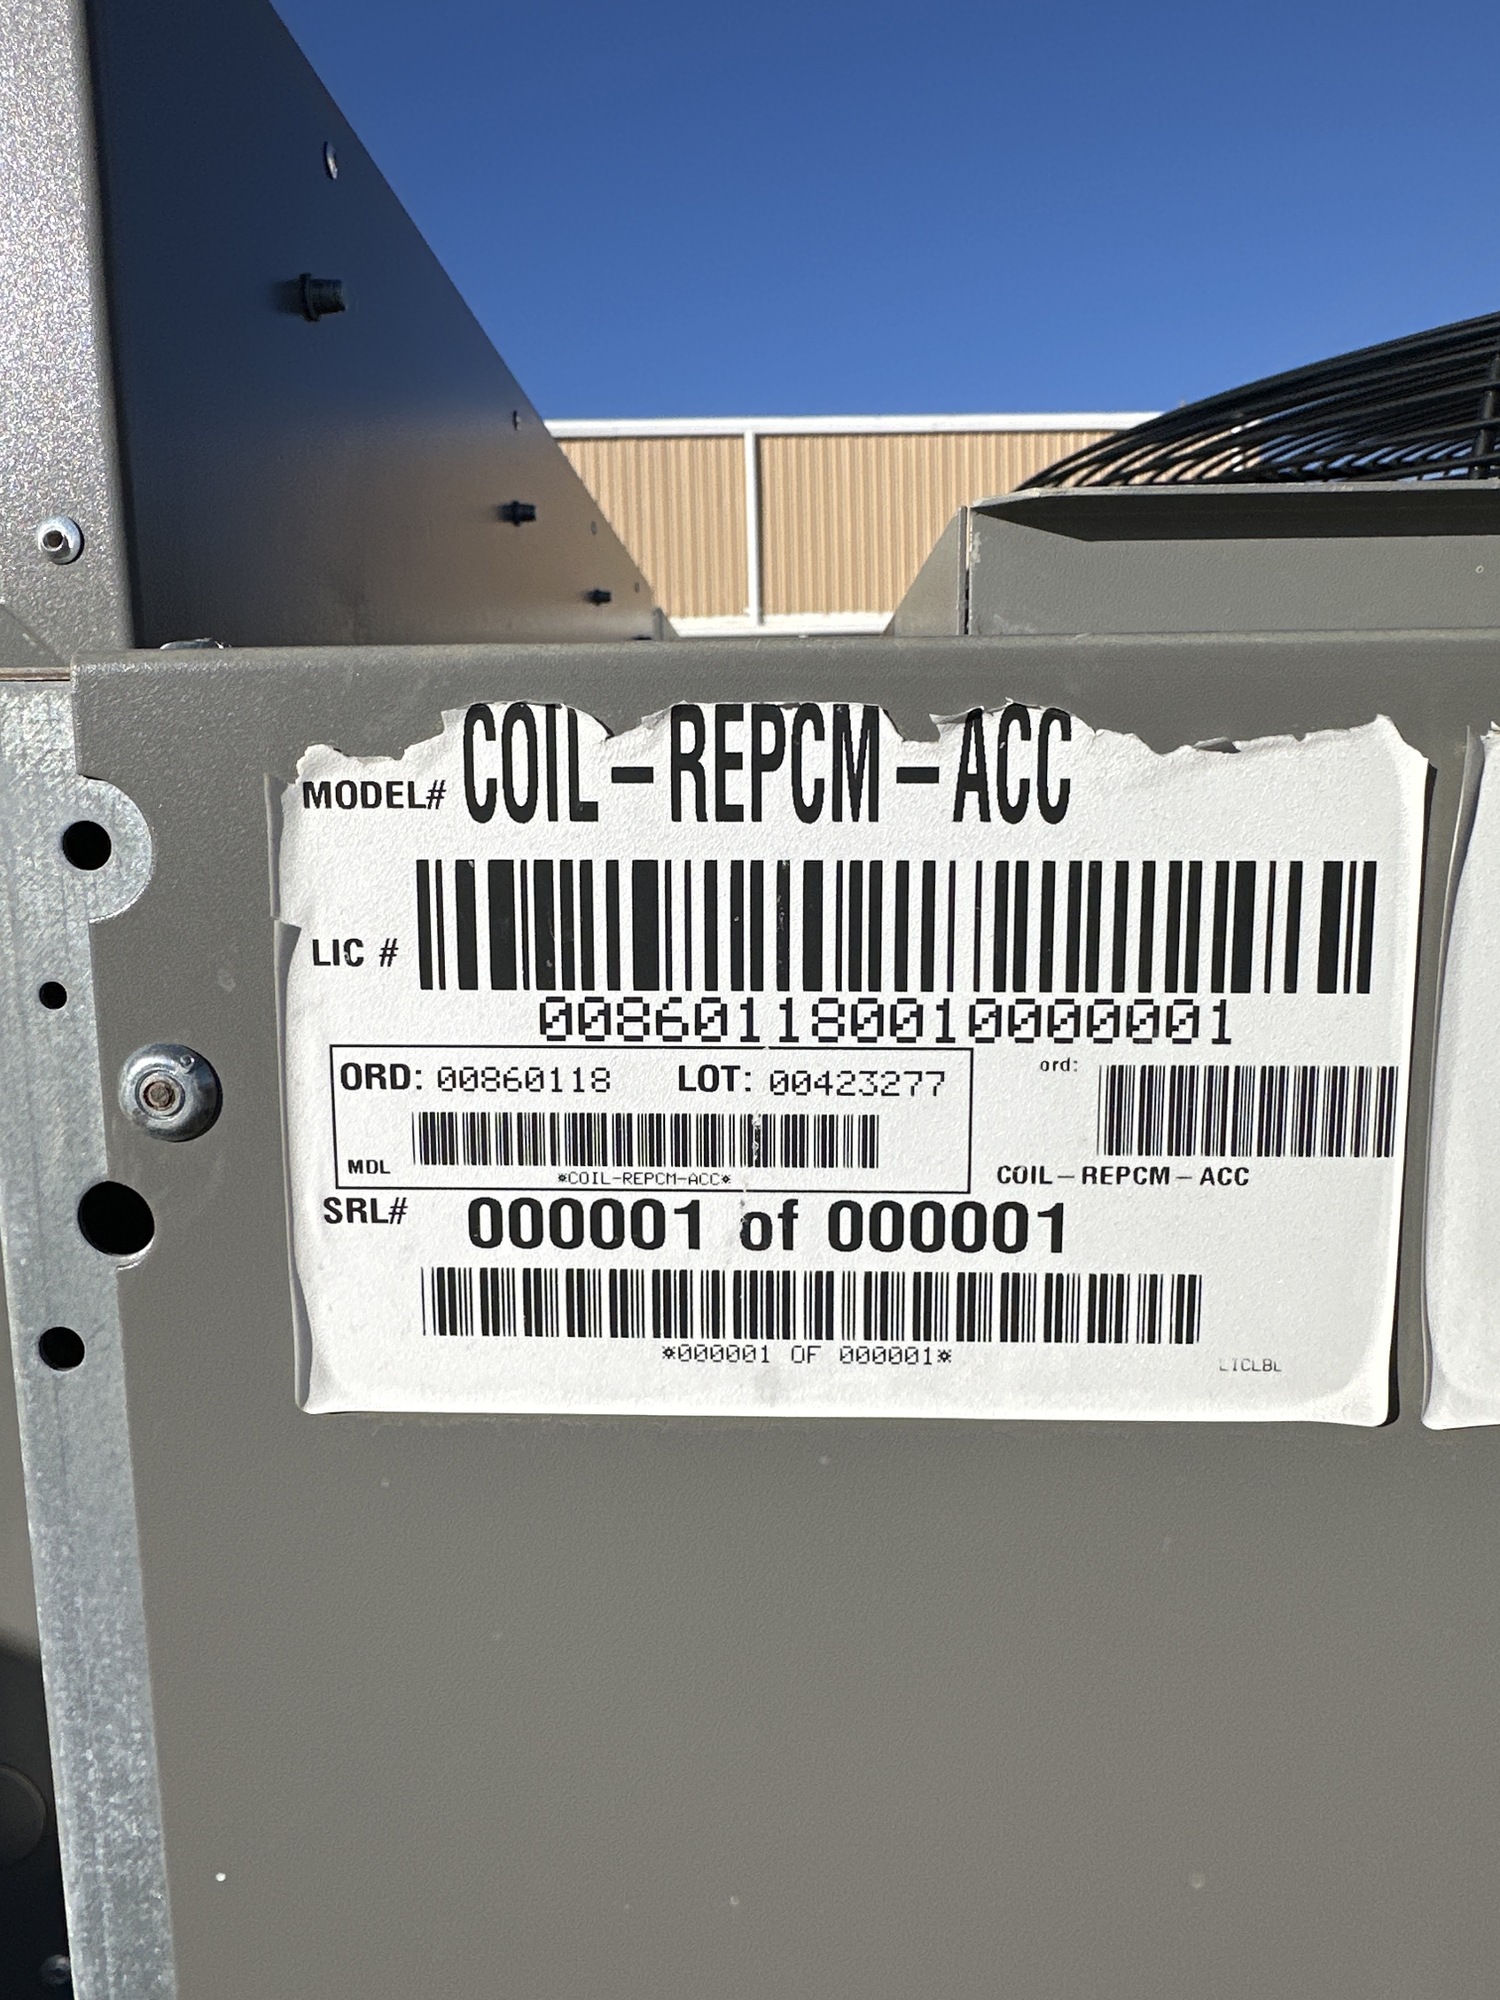 MODEL# COIL-REPCM-ACC
LIC #
008601180010000001
ORD: 00860118 LOT: 00423277
ord:
MDL
*COIL-REPCM-ACC*
COIL-REPCM-ACC
SRL# 000001 of 000001
*000001 OF 000001*
LICLBL